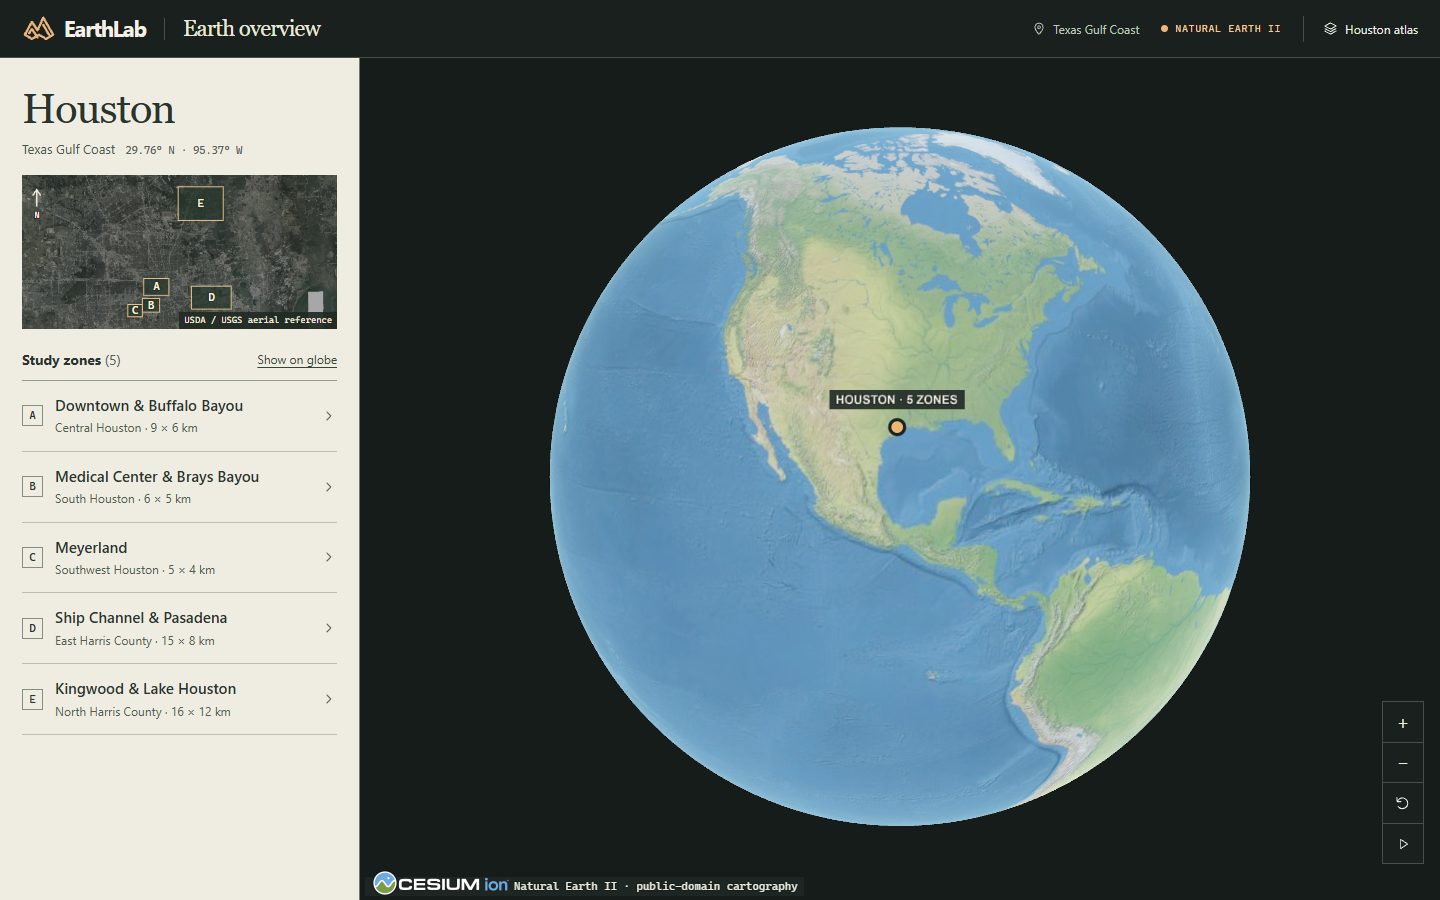 EarthLab
Earth overview
Texas Gulf Coast
NATURAL EARTH II
Houston atlas
Houston
Texas Gulf Coast 29.76° N · 95.37° W
N
E
A
B
C
D
USDA / USGS aerial reference
Study zones (5)
Show on globe
A
Downtown & Buffalo Bayou
Central Houston · 9 × 6 km
B
Medical Center & Brays Bayou
South Houston · 6 × 5 km
C
Meyerland
Southwest Houston · 5 × 4 km
D
Ship Channel & Pasadena
East Harris County · 15 × 8 km
E
Kingwood & Lake Houston
North Harris County · 16 × 12 km
HOUSTON · 5 ZONES
CESIUM ion Natural Earth II · public-domain cartography